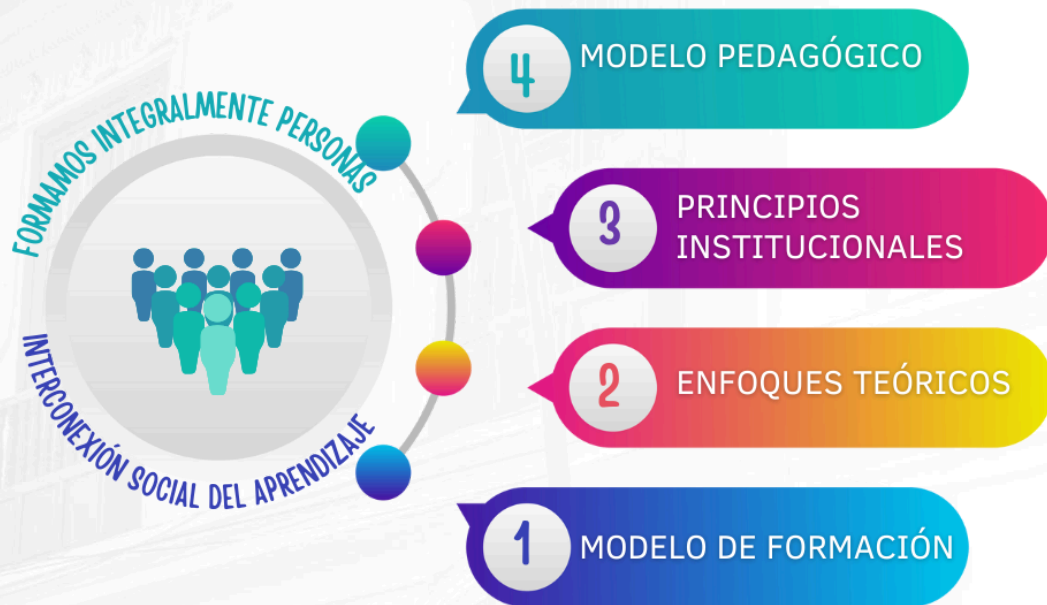 FORMAMOS INTEGRALMENTE PERSONAS
INTERCONEXIÓN SOCIAL DEL APRENDIZAJE
4
MODELO PEDAGÓGICO
3
PRINCIPIOS
INSTITUCIONALES
2
ENFOQUES TEÓRICOS
1
MODELO DE FORMACIÓN